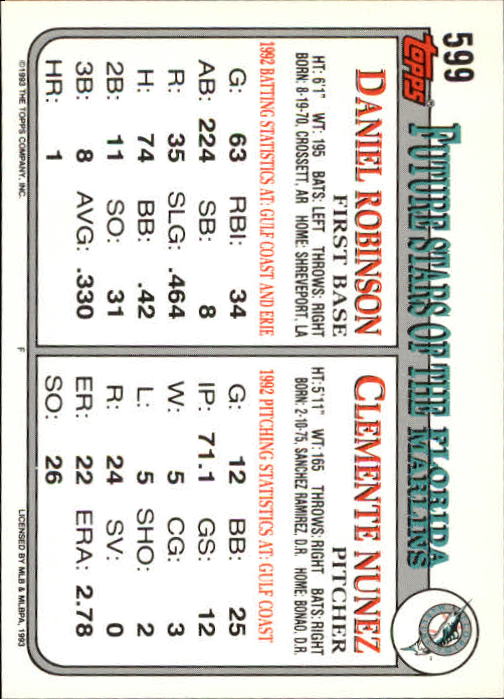 599
TOPPS®
FUTURE STARS OF THE FLORIDA MARLINS
DANIEL ROBINSON
FIRST BASE
HT: 6'1" WT: 195 BATS: LEFT THROWS: RIGHT
BORN: 8-19-70, CROSSETT, AR HOME: SHREVEPORT, LA
1992 BATTING STATISTICS AT: GULF COAST AND ERIE
G: 63 RBI: 34
AB: 224 SB: 8
R: 35 SLG: .464
H: 74 BB: .42
2B: 11 SO: 31
3B: 8 AVG: .330
HR: 1
©1993 THE TOPPS COMPANY, INC.
CLEMENTE NUNEZ
PITCHER
HT: 5'11" WT: 165 THROWS: RIGHT BATS: RIGHT
BORN: 2-10-75, SANCHEZ RAMIREZ, D.R. HOME: BONAO, D.R.
1992 PITCHING STATISTICS AT: GULF COAST
G: 12 BB: 25
IP: 71.1 GS: 12
W: 5 CG: 3
L: 5 SHO: 2
R: 24 SV: 0
ER: 22 ERA: 2.78
SO: 26
F
LICENSED BY MLB & MLBPA, 1993